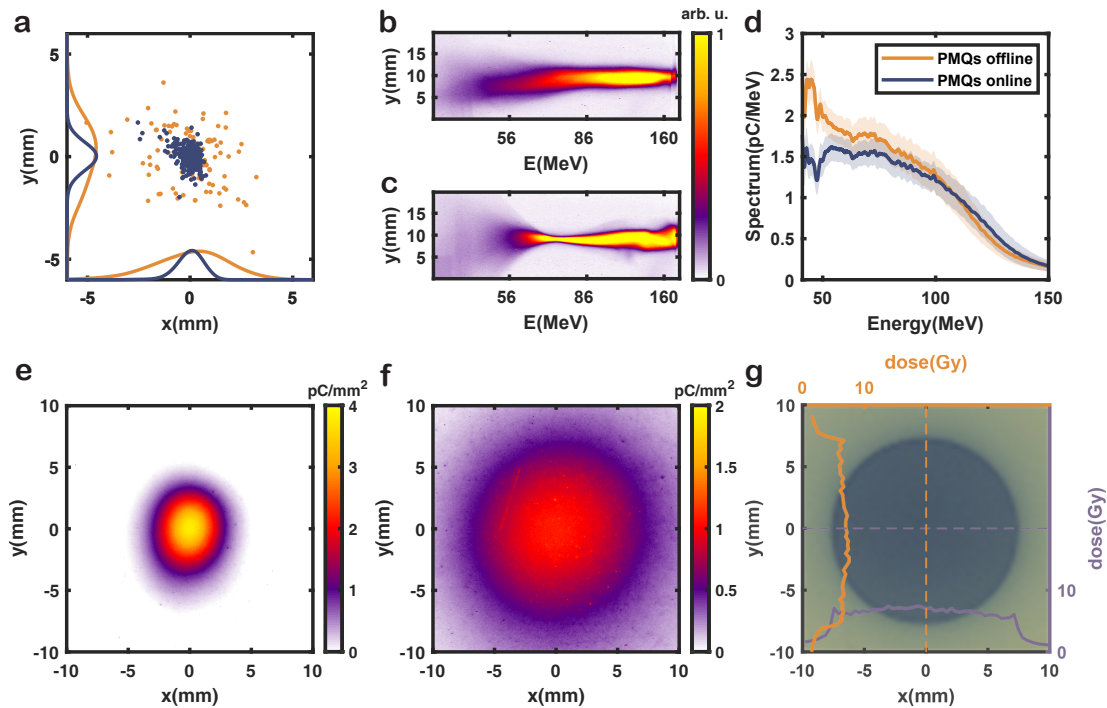 a
6
5
0
-5
y(mm)
-5
0
5
x(mm)
b
arb. u.
1
0
15
10
5
y(mm)
56
86
160
E(MeV)
c
15
10
5
y(mm)
56
86
160
E(MeV)
d
3
2.5
2
1.5
1
0.5
0
Spectrum(pC/MeV)
PMQs offline
PMQs online
50
100
150
Energy(MeV)
e
pC/mm2
10
5
0
-5
-10
y(mm)
-10
-5
0
5
10
x(mm)
4
3
2
1
0
f
pC/mm2
10
5
0
-5
-10
y(mm)
-10
-5
0
5
10
x(mm)
2
1.5
1
0.5
0
g
dose(Gy)
0
10
10
5
0
-5
-10
y(mm)
-10
-5
0
5
10
x(mm)
10
0
dose(Gy)